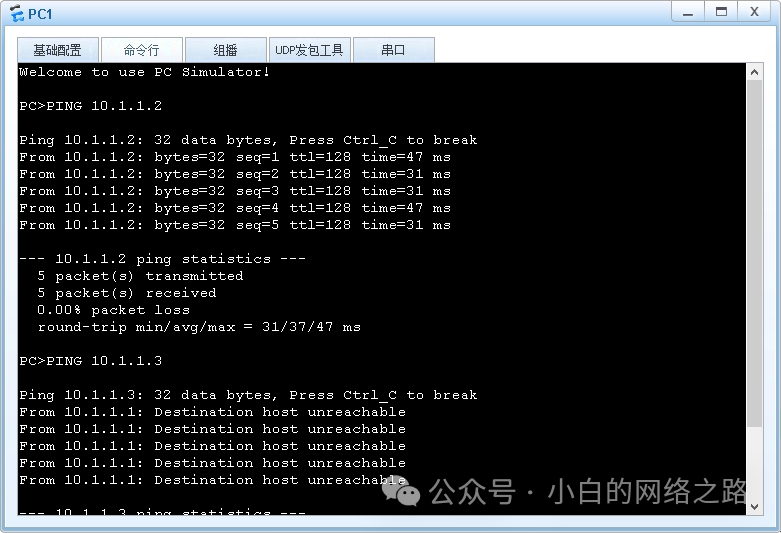 PC1
基础配置 命令行 组播 UDP发包工具 串口
Welcome to use PC Simulator!
PC>PING 10.1.1.2
Ping 10.1.1.2: 32 data bytes, Press Ctrl_C to break
From 10.1.1.2: bytes=32 seq=1 ttl=128 time=47 ms
From 10.1.1.2: bytes=32 seq=2 ttl=128 time=31 ms
From 10.1.1.2: bytes=32 seq=3 ttl=128 time=31 ms
From 10.1.1.2: bytes=32 seq=4 ttl=128 time=47 ms
From 10.1.1.2: bytes=32 seq=5 ttl=128 time=31 ms
--- 10.1.1.2 ping statistics ---
5 packet(s) transmitted
5 packet(s) received
0.00% packet loss
round-trip min/avg/max = 31/37/47 ms
PC>PING 10.1.1.3
Ping 10.1.1.3: 32 data bytes, Press Ctrl_C to break
From 10.1.1.1: Destination host unreachable
From 10.1.1.1: Destination host unreachable
From 10.1.1.1: Destination host unreachable
From 10.1.1.1: Destination host unreachable
From 10.1.1.1: Destination host unreachable
公众号 · 小白的网络之路
--- 10.1.1.3 ping statistics ---